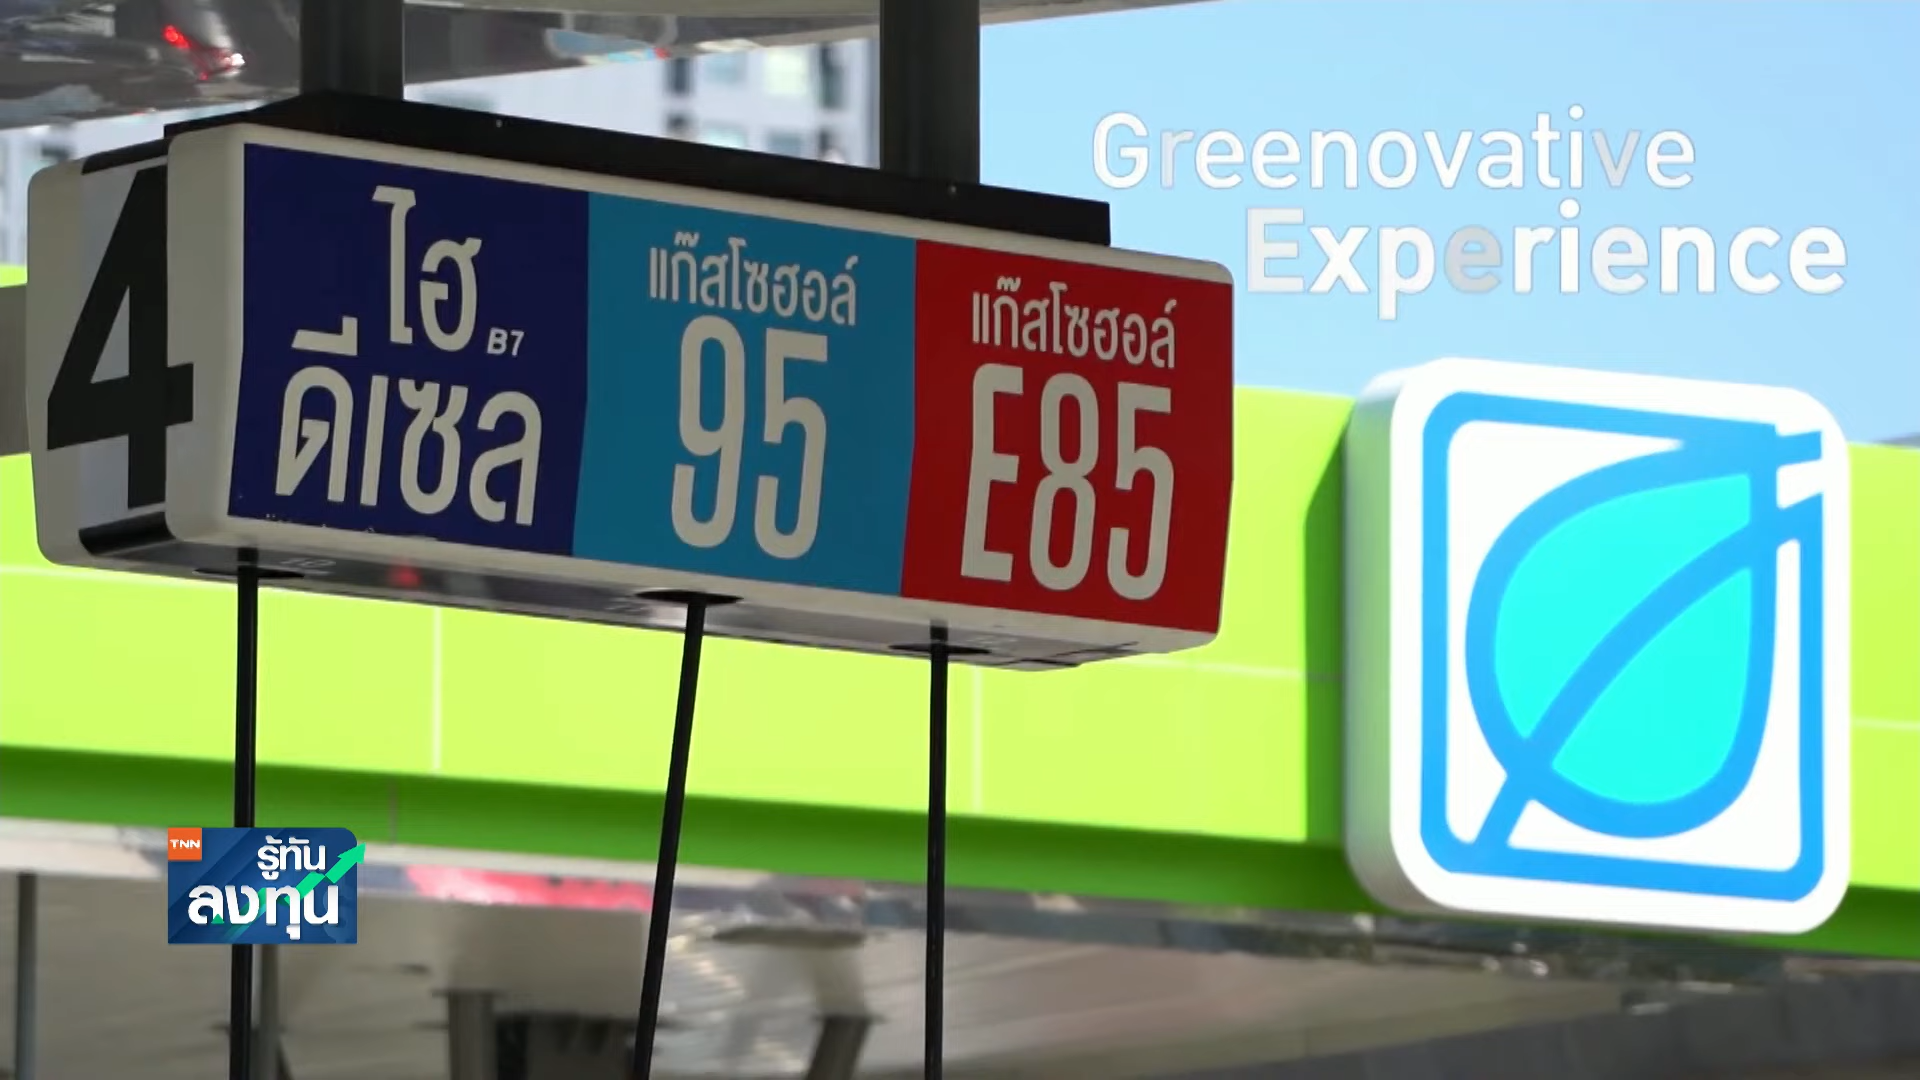 4
ไฮ B7
ดีเซล
แก๊สโซฮอล์
95
แก๊สโซฮอล์
E85
Greenovative
Experience
TNN
รู้ทัน
ลงทุน